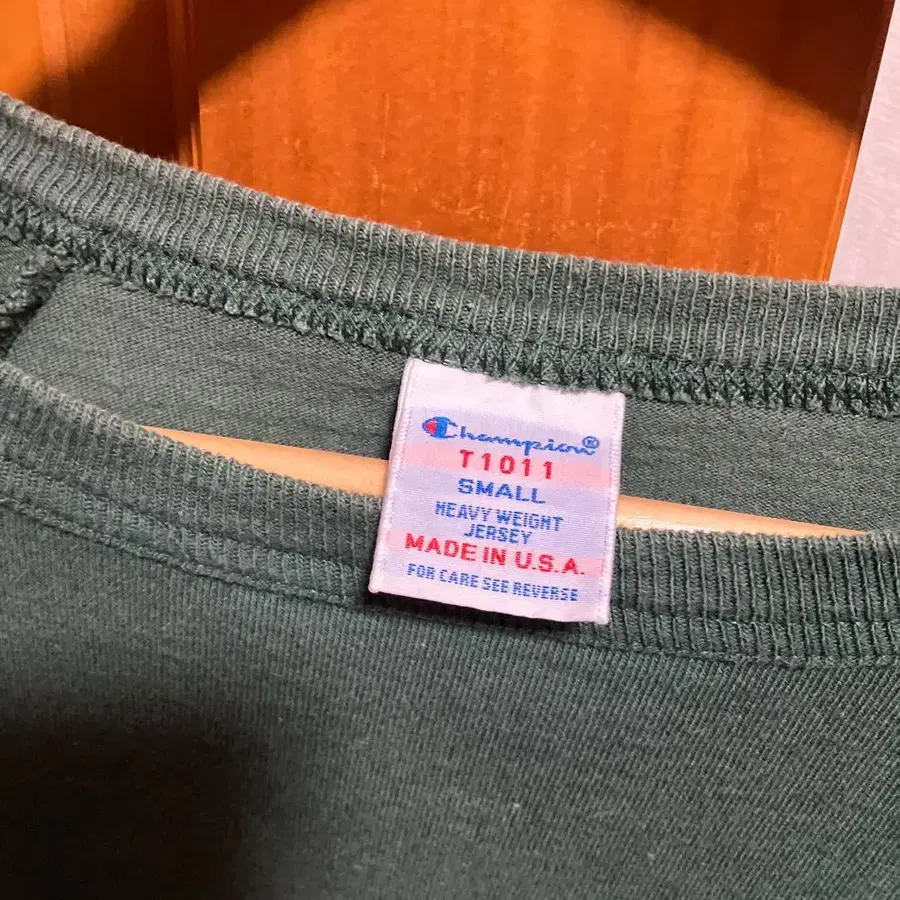 Champion®
T1011
SMALL
HEAVY WEIGHT
JERSEY
MADE IN U.S.A.
FOR CARE SEE REVERSE